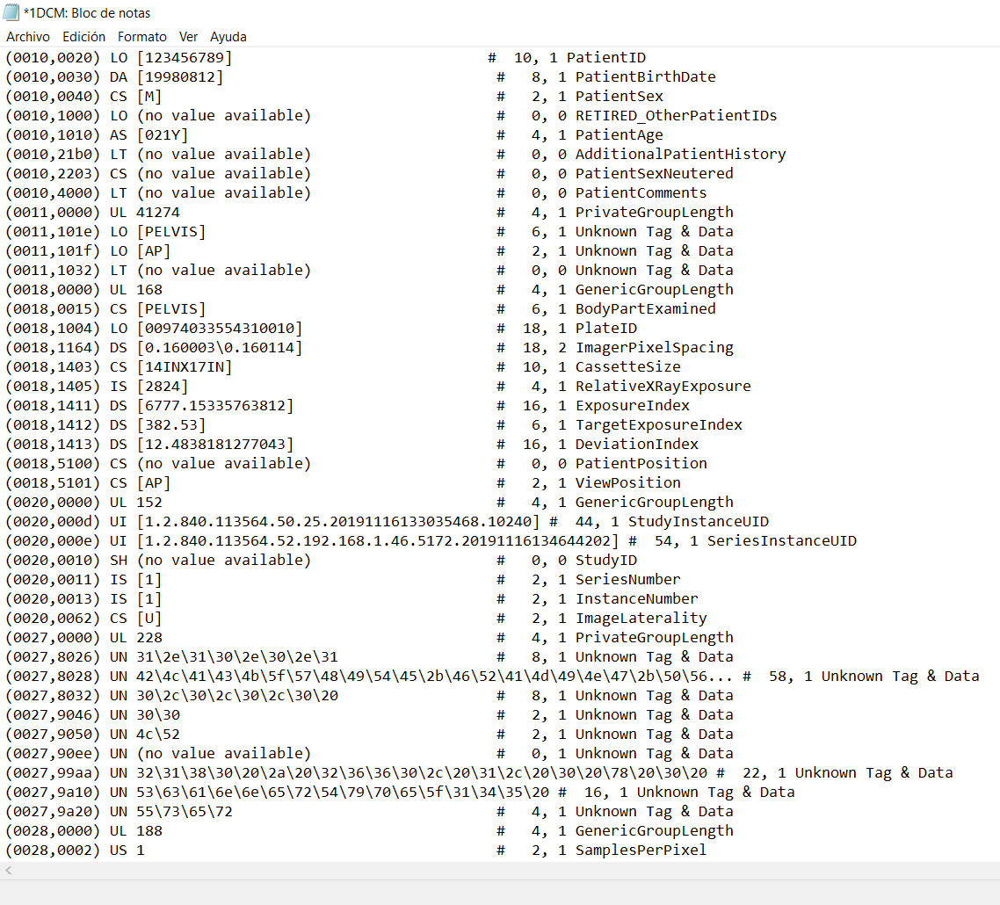 *1DCM: Bloc de notas
Archivo Edición Formato Ver Ayuda
(0010,0020) LO [123456789] # 10, 1 PatientID
(0010,0030) DA [19980812] # 8, 1 PatientBirthDate
(0010,0040) CS [M] # 2, 1 PatientSex
(0010,1000) LO (no value available) # 0, 0 RETIRED_OtherPatientIDs
(0010,1010) AS [021Y] # 4, 1 PatientAge
(0010,21b0) LT (no value available) # 0, 0 AdditionalPatientHistory
(0010,2203) CS (no value available) # 0, 0 PatientSexNeutered
(0010,4000) LT (no value available) # 0, 0 PatientComments
(0011,0000) UL 41274 # 4, 1 PrivateGroupLength
(0011,101e) LO [PELVIS] # 6, 1 Unknown Tag & Data
(0011,101f) LO [AP] # 2, 1 Unknown Tag & Data
(0011,1032) LT (no value available) # 0, 0 Unknown Tag & Data
(0018,0000) UL 168 # 4, 1 GenericGroupLength
(0018,0015) CS [PELVIS] # 6, 1 BodyPartExamined
(0018,1004) LO [00974033554310010] # 18, 1 PlateID
(0018,1164) DS [0.160003\0.160114] # 18, 2 ImagerPixelSpacing
(0018,1403) CS [14INX17IN] # 10, 1 CassetteSize
(0018,1405) IS [2824] # 4, 1 RelativeXRayExposure
(0018,1411) DS [6777.15335763812] # 16, 1 ExposureIndex
(0018,1412) DS [382.53] # 6, 1 TargetExposureIndex
(0018,1413) DS [12.4838181277043] # 16, 1 DeviationIndex
(0018,5100) CS (no value available) # 0, 0 PatientPosition
(0018,5101) CS [AP] # 2, 1 ViewPosition
(0020,0000) UL 152 # 4, 1 GenericGroupLength
(0020,000d) UI [1.2.840.113564.50.25.20191116133035468.10240] # 44, 1 StudyInstanceUID
(0020,000e) UI [1.2.840.113564.52.192.168.1.46.5172.20191116134644202] # 54, 1 SeriesInstanceUID
(0020,0010) SH (no value available) # 0, 0 StudyID
(0020,0011) IS [1] # 2, 1 SeriesNumber
(0020,0013) IS [1] # 2, 1 InstanceNumber
(0020,0062) CS [U] # 2, 1 ImageLaterality
(0027,0000) UL 228 # 4, 1 PrivateGroupLength
(0027,8026) UN 31\2e\31\30\2e\30\2e\31 # 8, 1 Unknown Tag & Data
(0027,8028) UN 42\4c\41\43\4b\5f\57\48\49\54\45\2b\46\52\41\4d\49\4e\47\2b\50\56... # 58, 1 Unknown Tag & Data
(0027,8032) UN 30\2c\30\2c\30\2c\30\20 # 8, 1 Unknown Tag & Data
(0027,9046) UN 30\30 # 2, 1 Unknown Tag & Data
(0027,9050) UN 4c\52 # 2, 1 Unknown Tag & Data
(0027,90ee) UN (no value available) # 0, 1 Unknown Tag & Data
(0027,99aa) UN 32\31\38\30\20\2a\20\32\36\36\30\2c\20\31\2c\20\30\20\78\20\30\20 # 22, 1 Unknown Tag & Data
(0027,9a10) UN 53\63\61\6e\6e\65\72\54\79\70\65\5f\31\34\35\20 # 16, 1 Unknown Tag & Data
(0027,9a20) UN 55\73\65\72 # 4, 1 Unknown Tag & Data
(0028,0000) UL 188 # 4, 1 GenericGroupLength
(0028,0002) US 1 # 2, 1 SamplesPerPixel